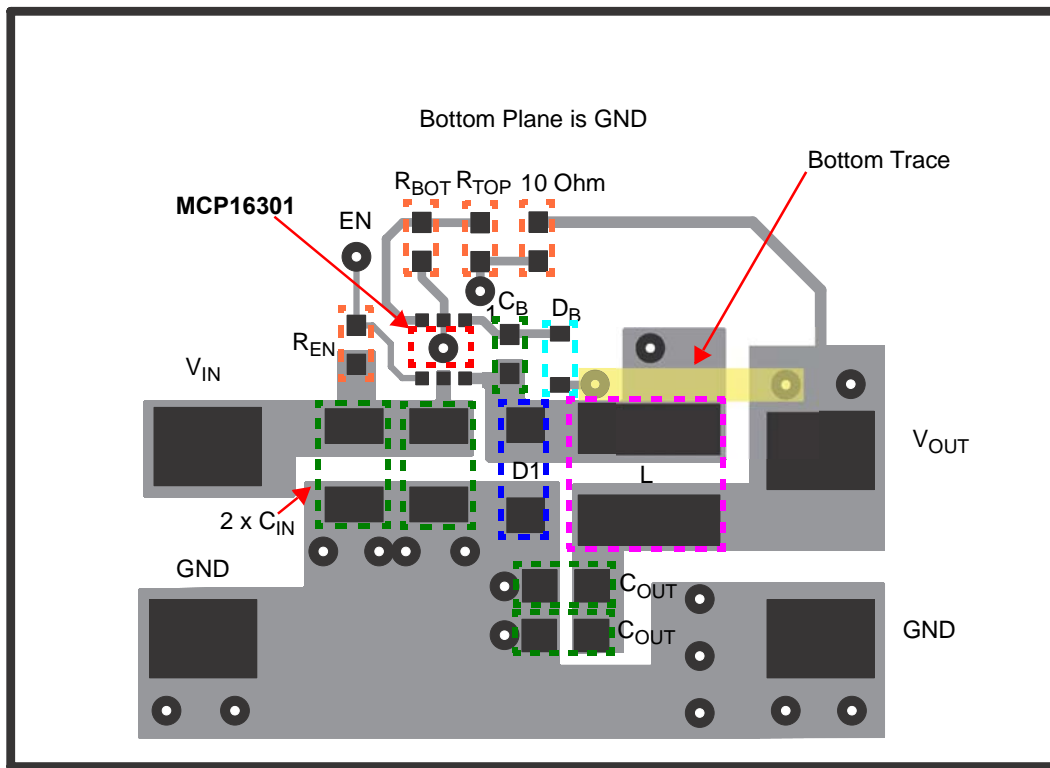 Bottom Plane is GND
Bottom Trace
RBOT
RTOP
10 Ohm
MCP16301
EN
1
CB
DB
REN
VIN
VOUT
D1
L
2 x CIN
GND
COUT
COUT
GND